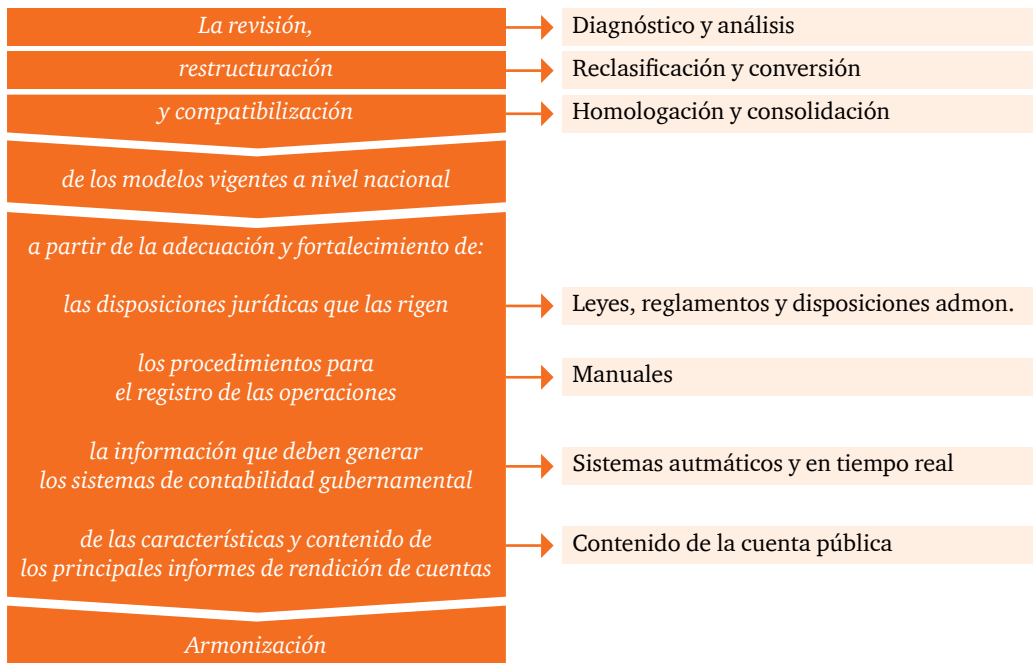 La revisión,
Diagnóstico y análisis
restructuración
Reclasificación y conversión
y compatibilización
Homologación y consolidación
de los modelos vigentes a nivel nacional
a partir de la adecuación y fortalecimiento de:
las disposiciones jurídicas que las rigen
Leyes, reglamentos y disposiciones admon.
los procedimientos para
el registro de las operaciones
Manuales
la información que deben generar
los sistemas de contabilidad gubernamental
Sistemas autmáticos y en tiempo real
de las características y contenido de
los principales informes de rendición de cuentas
Contenido de la cuenta pública
Armonización